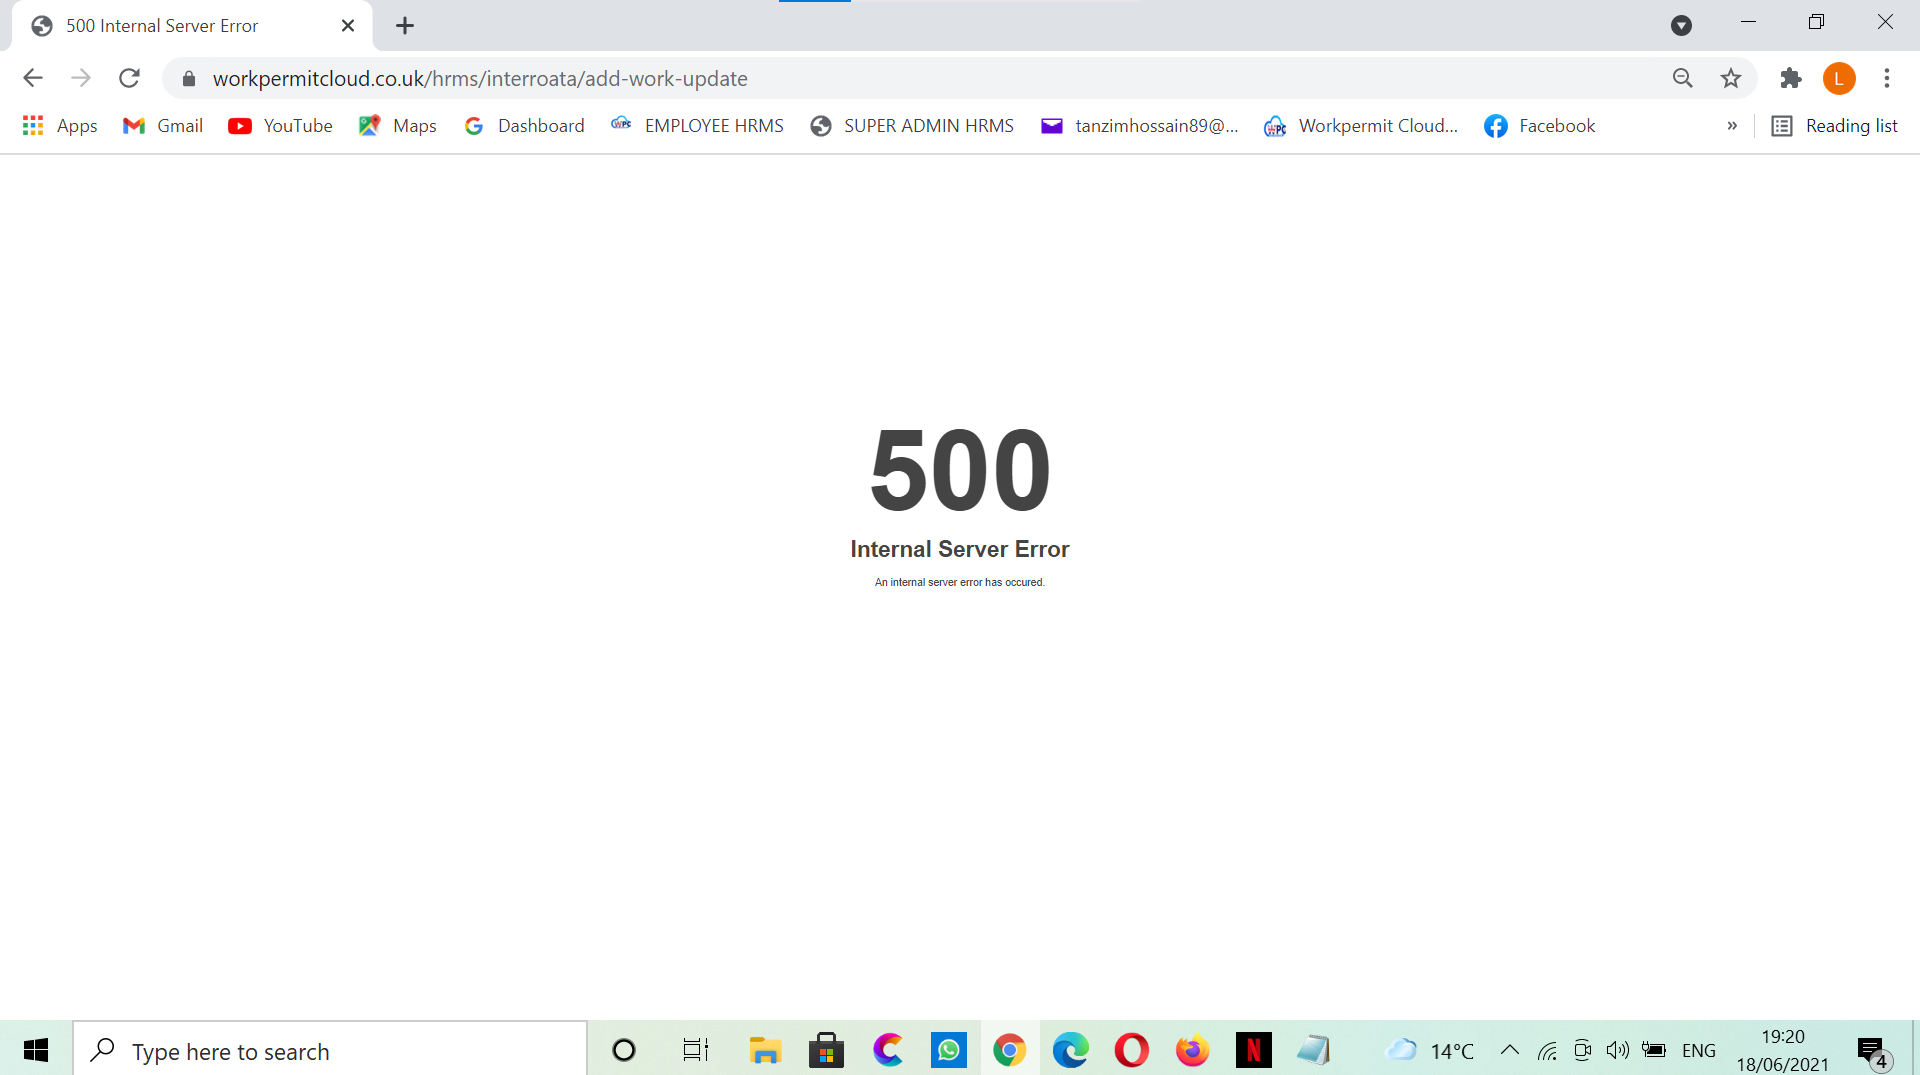 500 Internal Server Error
workpermitcloud.co.uk/hrms/interroata/add-work-update
L
Apps Gmail YouTube Maps Dashboard EMPLOYEE HRMS SUPER ADMIN HRMS tanzimhossain89@... Workpermit Cloud... Facebook » Reading list
500
Internal Server Error
An internal server error has occured.
Type here to search
14°C ENG
19:20
18/06/2021
4